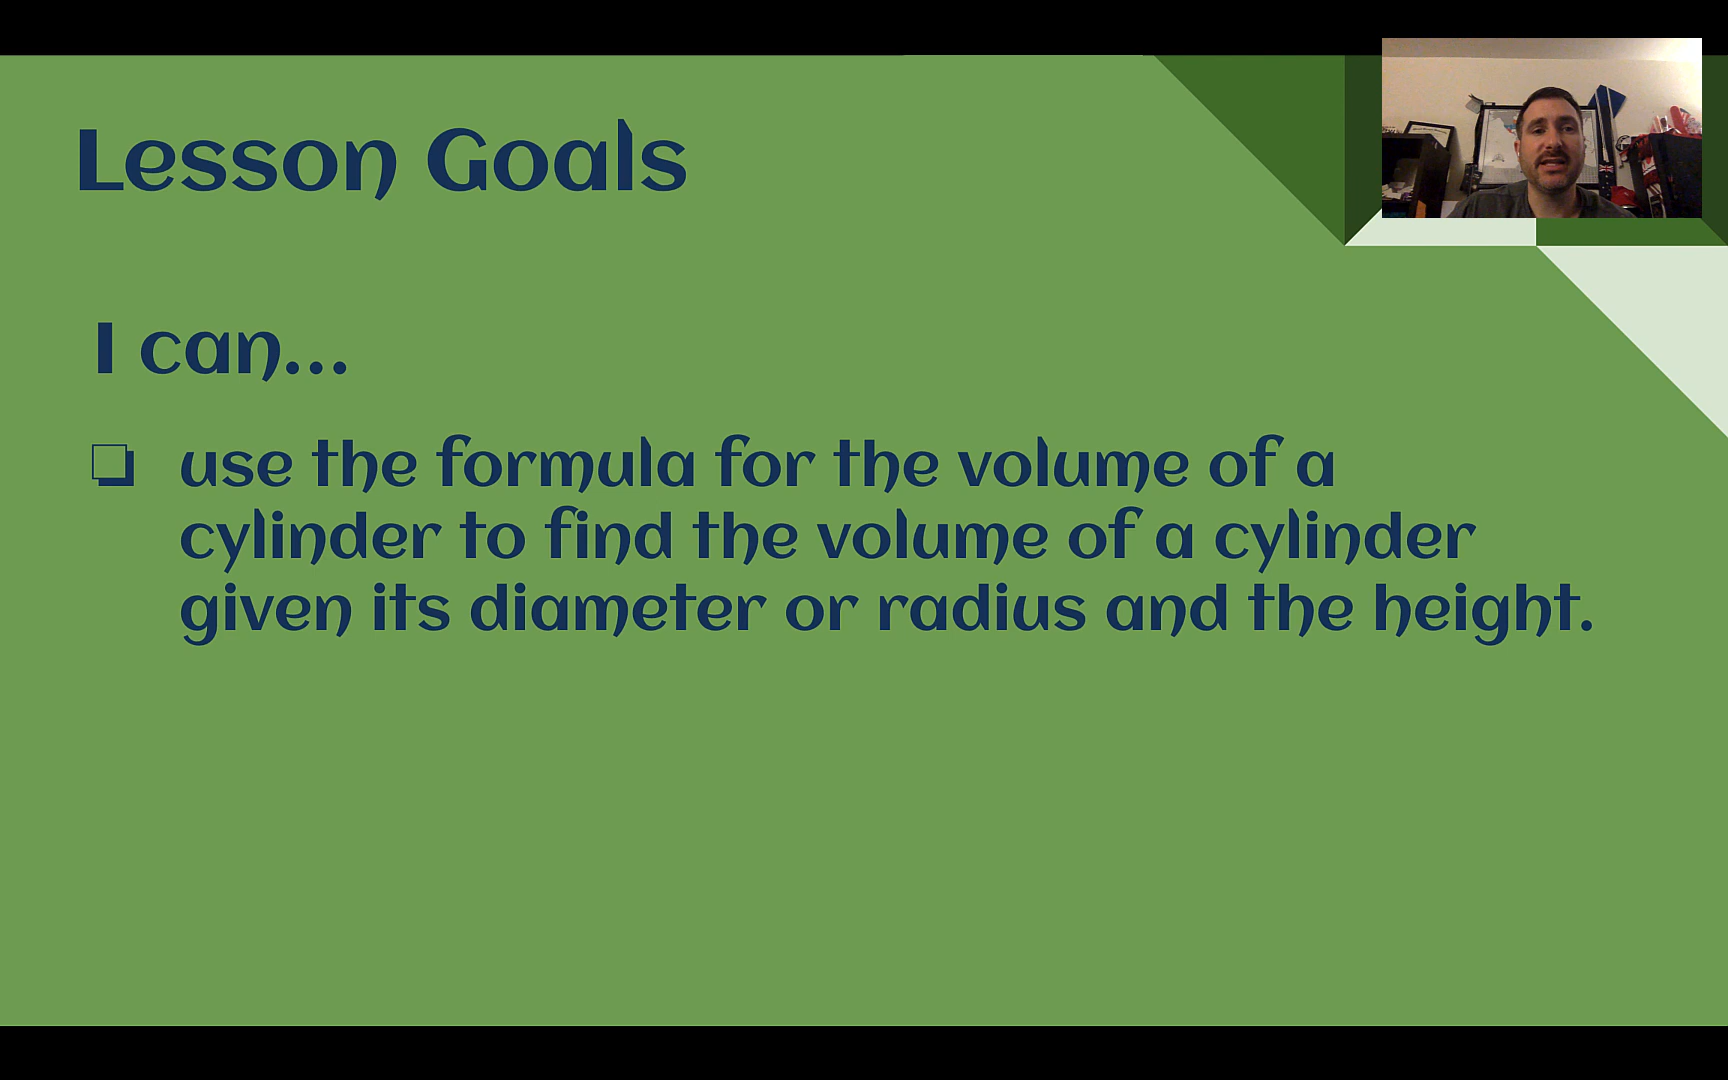 Lesson Goals
I can...
❏ use the formula for the volume of a
cylinder to find the volume of a cylinder
given its diameter or radius and the height.